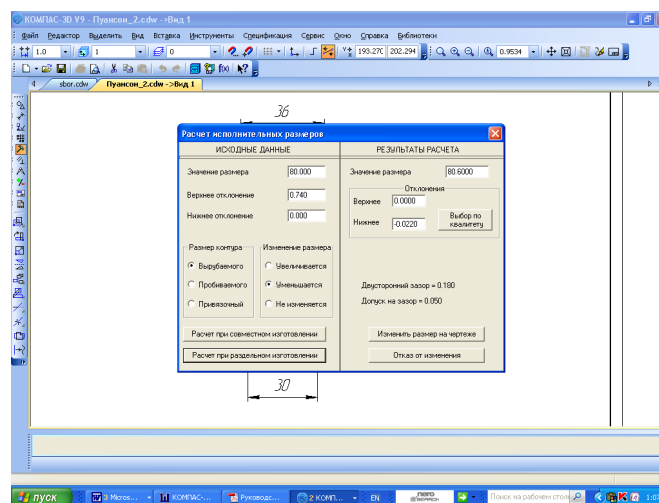 КОМПАС-3D V9 - Пуансон_2.cdw ->Вид 1
Файл Редактор Выделить Вид Вставка Инструменты Спецификация Сервис Окно Справка Библиотеки
1.0 1 0 193.270 202.294 0.9534
sbor.cdw Пуансон_2.cdw ->Вид 1
36
Расчет исполнительных размеров
ИСХОДНЫЕ ДАННЫЕ
Значение размера 80.000
Верхнее отклонение 0.740
Нижнее отклонение 0.000
Размер контура
Вырубаемого
Пробиваемого
Привязочный
Изменение размера
Увеличивается
Уменьшается
Не изменяется
Расчет при совместном изготовлении
Расчет при раздельном изготовлении
РЕЗУЛЬТАТЫ РАСЧЕТА
Значение размера 80.6000
Отклонения
Верхнее 0.0000
Нижнее -0.0220
Выбор по
квалитету
Двусторонний зазор = 0.180
Допуск на зазор = 0.050
Изменить размер на чертеже
Отказ от изменения
30
пуск 3 Micros... КОМПАС-... Руководс... 2 КОМП... EN nero Поиск на рабочем стол